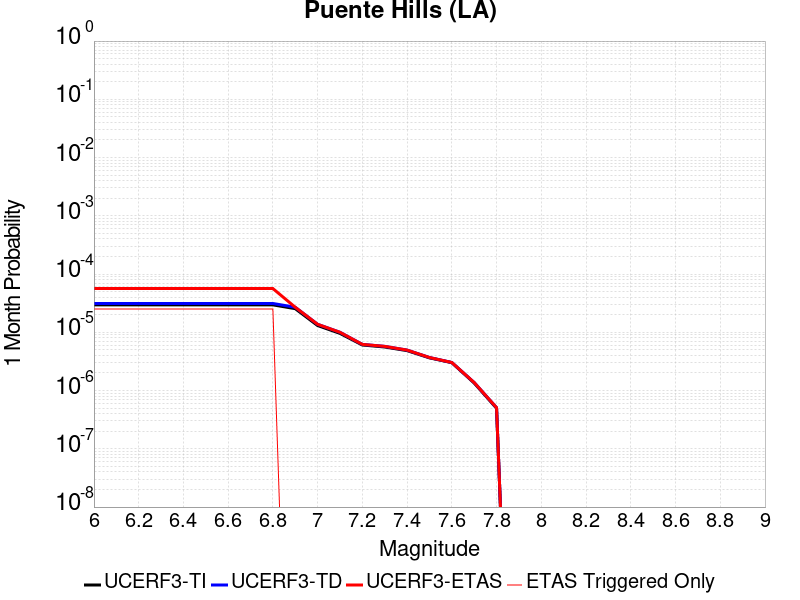 Puente Hills (LA)
1 Month Probability
10^0
10^-1
10^-2
10^-3
10^-4
10^-5
10^-6
10^-7
10^-8
6 6.2 6.4 6.6 6.8 7 7.2 7.4 7.6 7.8 8 8.2 8.4 8.6 8.8 9
Magnitude
UCERF3-TI UCERF3-TD UCERF3-ETAS ETAS Triggered Only